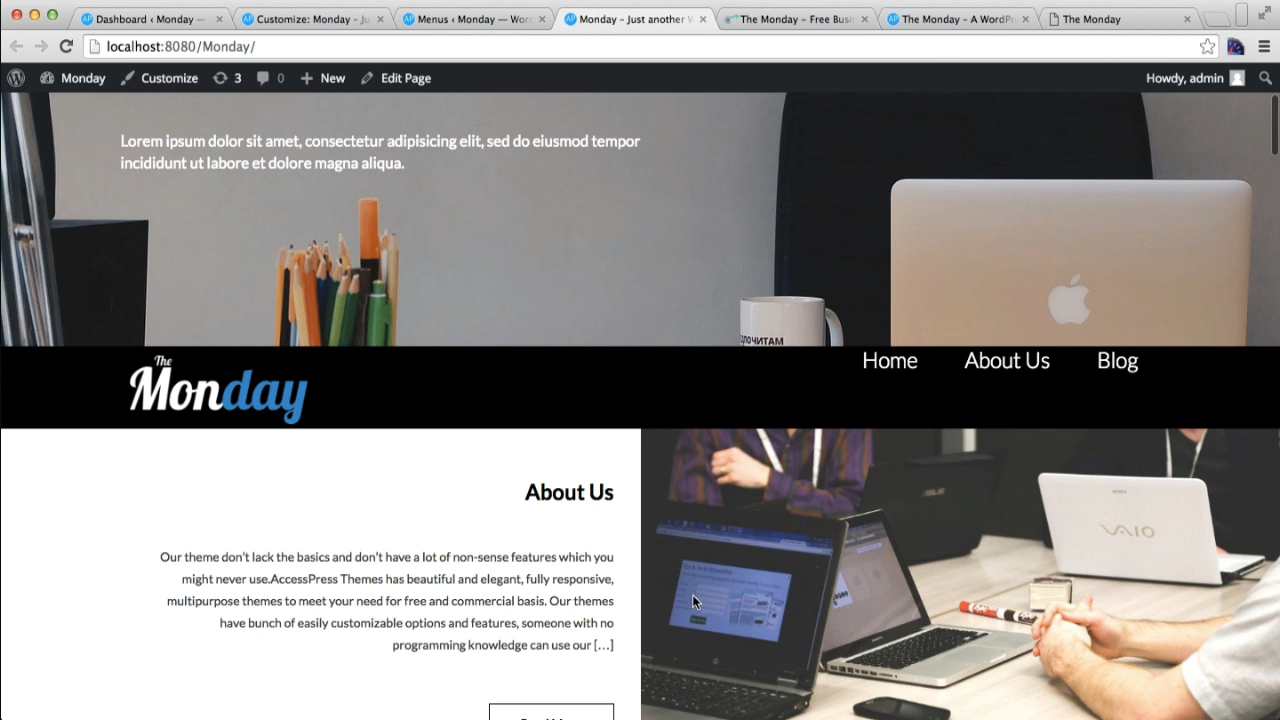 Dashboard ‹ Monday —
Customize: Monday – Ju
Menus ‹ Monday — Wor
Monday – Just another W
The Monday – Free Busi
The Monday – A WordPr
The Monday
localhost:8080/Monday/
Monday
Customize
3
0
New
Edit Page
Howdy, admin
Lorem ipsum dolor sit amet, consectetur adipisicing elit, sed do eiusmod tempor
incididunt ut labore et dolore magna aliqua.
ПОЧИТАМ
The
Monday
Home
About Us
Blog
About Us
Our theme don't lack the basics and don't have a lot of non-sense features which you
might never use.AccessPress Themes has beautiful and elegant, fully responsive,
multipurpose themes to meet your need for free and commercial basis. Our themes
have bunch of easily customizable options and features, someone with no
programming knowledge can use our […]
ASUS
SONY
VAIO